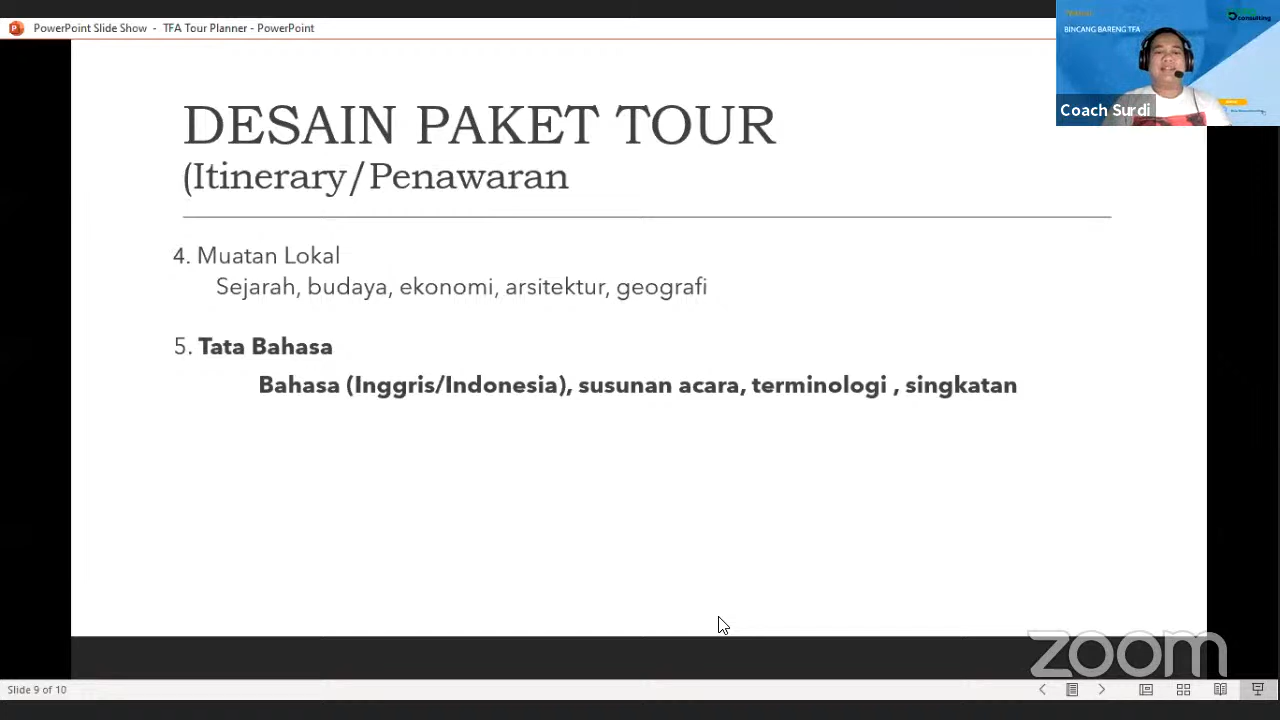 PowerPoint Slide Show - TFA Tour Planner - PowerPoint
BINCANG BARENG TFA
consulting
Coach Surdi
DESAIN PAKET TOUR
(Itinerary/Penawaran
4. Muatan Lokal
Sejarah, budaya, ekonomi, arsitektur, geografi
5. Tata Bahasa
Bahasa (Inggris/Indonesia), susunan acara, terminologi , singkatan
zoom
Slide 9 of 10